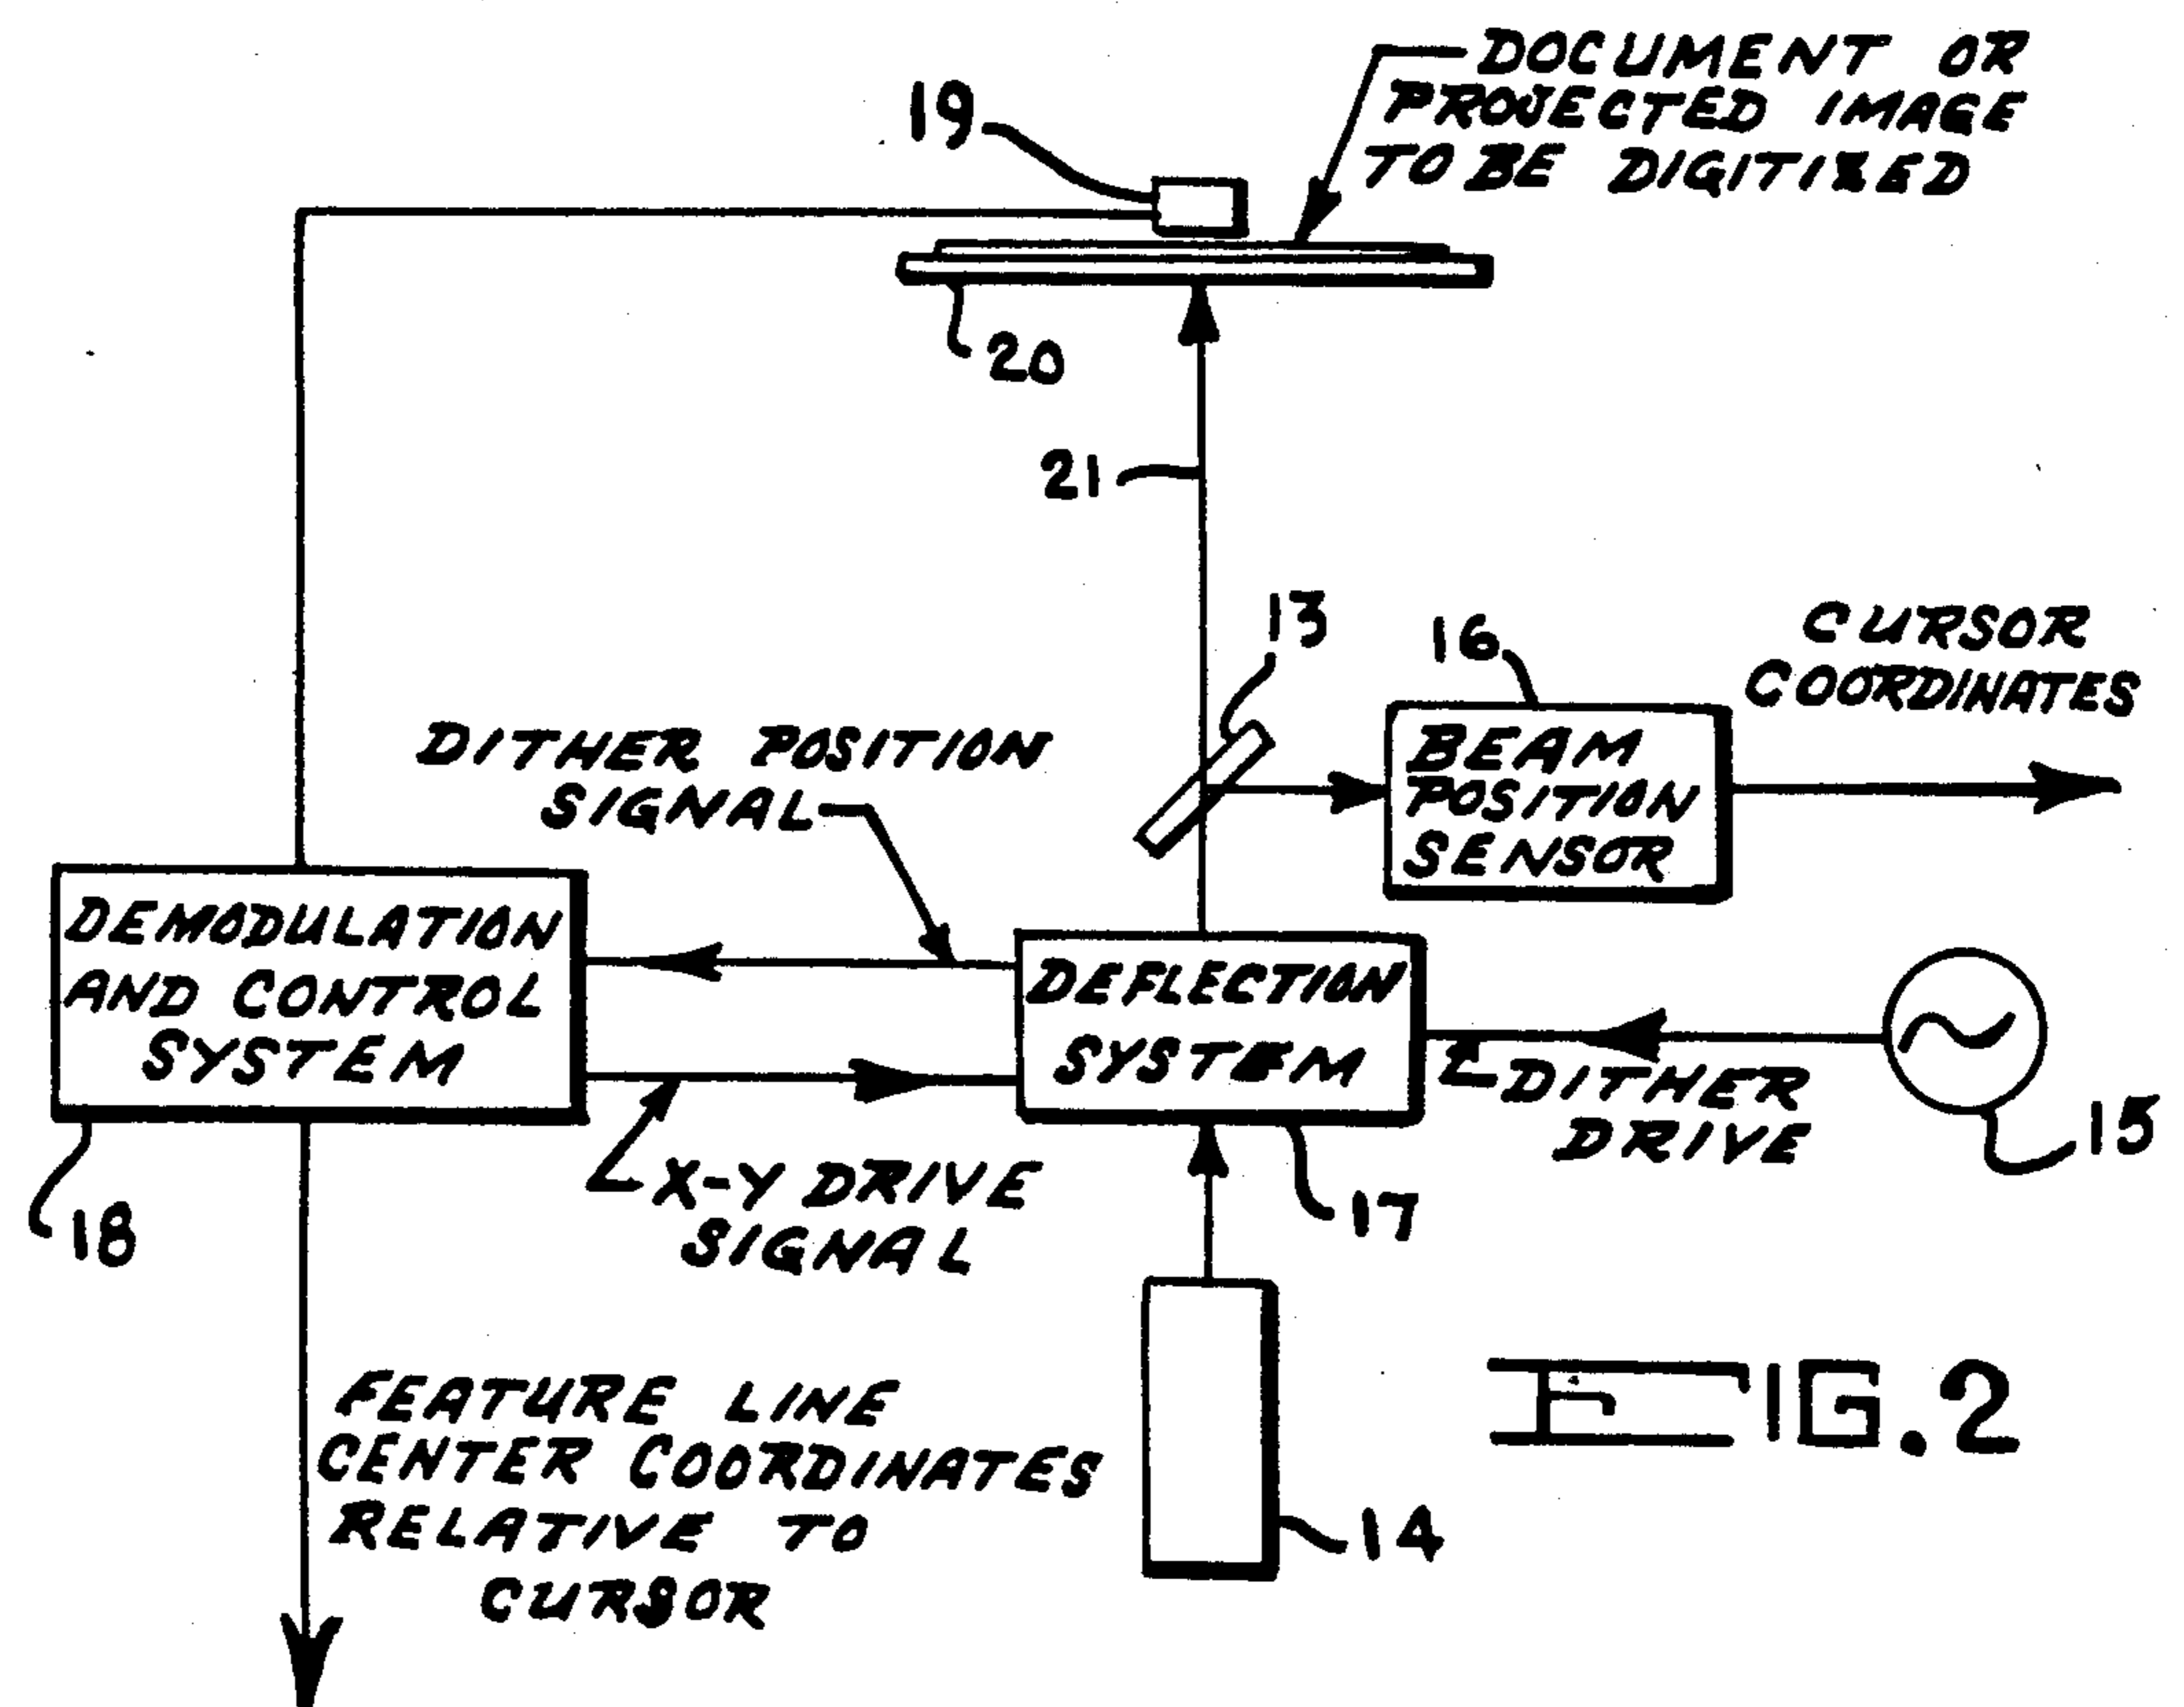 DOCUMENT OR
PROJECTED IMAGE
TO BE DIGITIZED
19
20
21
13
16
CURSOR
COORDINATES
BEAM
POSITION
SENSOR
DITHER POSITION
SIGNAL
DEMODULATION
AND CONTROL
SYSTEM
DEFLECTION
SYSTEM
DITHER
DRIVE
15
18
X-Y DRIVE
SIGNAL
17
FEATURE LINE
CENTER COORDINATES
RELATIVE TO
CURSOR
14
FIG.2